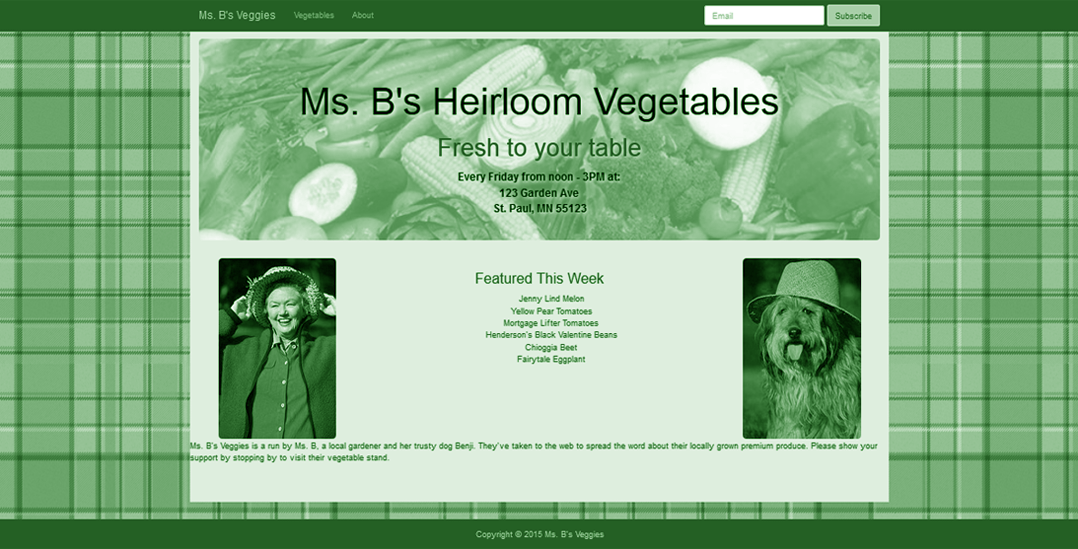 Ms. B's Veggies Vegetables About Email Subscribe
Ms. B's Heirloom Vegetables
Fresh to your table
Every Friday from noon - 3PM at:
123 Garden Ave
St. Paul, MN 55123
Featured This Week
Jenny Lind Melon
Yellow Pear Tomatoes
Mortgage Lifter Tomatoes
Henderson's Black Valentine Beans
Chioggia Beet
Fairytale Eggplant
Ms. B's Veggies is a run by Ms. B, a local gardener and her trusty dog Benji. They've taken to the web to spread the word about their locally grown premium produce. Please show your
support by stopping by to visit their vegetable stand.
Copyright © 2015 Ms. B's Veggies